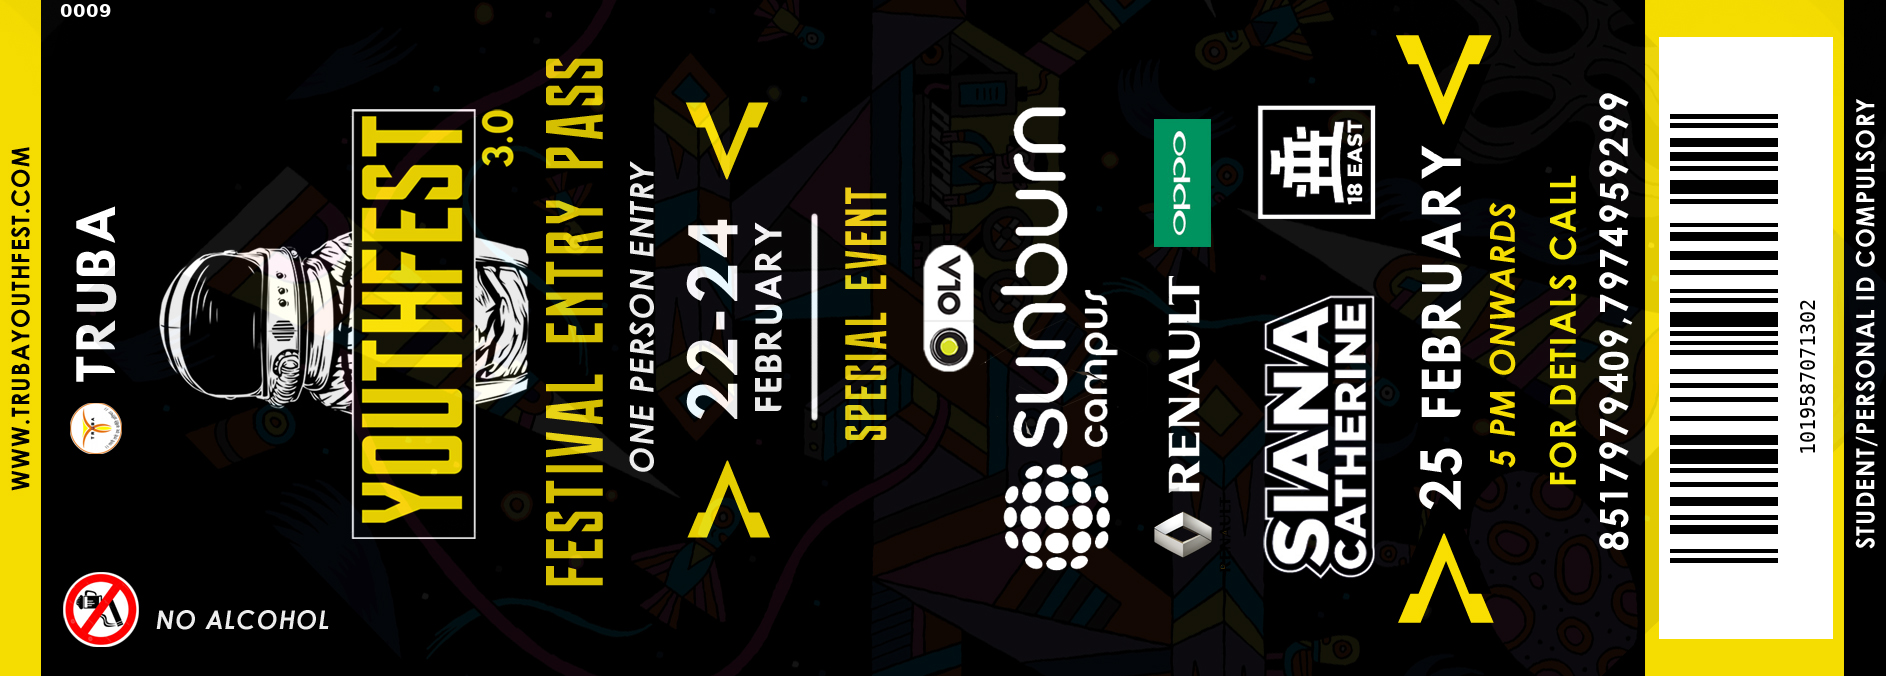 0009
WWW.TRUBAYOUTHFEST.COM
TRUBA
NO ALCOHOL
YOUTHFEST
3.0
FESTIVAL ENTRY PASS
ONE PERSON ENTRY
22-24
FEBRUARY
SPECIAL EVENT
OLA
sunburn
campus
RENAULT
oppo
SIANA
CATHERINE
18 EAST
25 FEBRUARY
5 PM ONWARDS
FOR DETIALS CALL
8517979409,7974959299
1019587071302
STUDENT/PERSONAL ID COMPULSORY